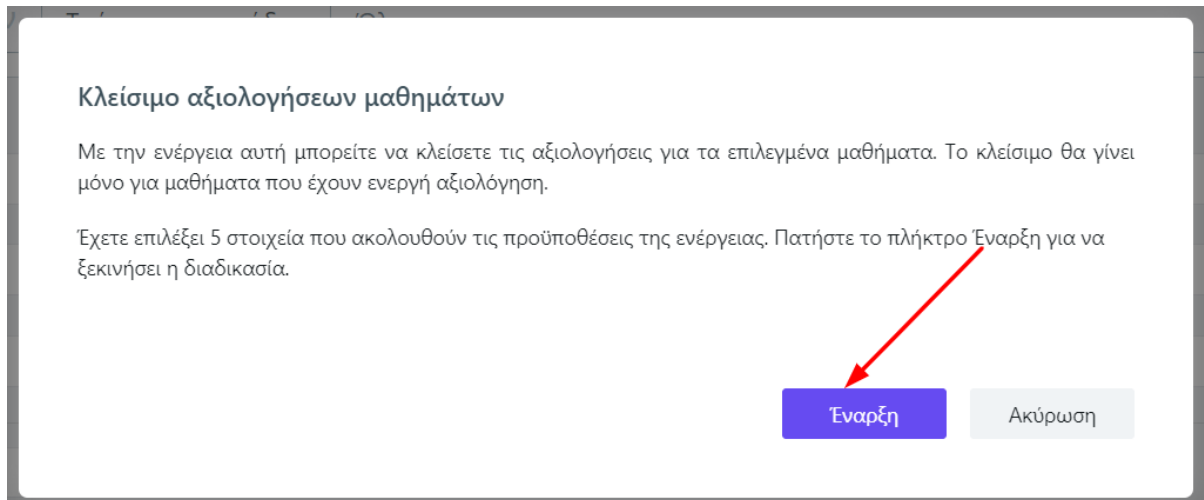 Κλείσιμο αξιολογήσεων μαθημάτων
Με την ενέργεια αυτή μπορείτε να κλείσετε τις αξιολογήσεις για τα επιλεγμένα μαθήματα. Το κλείσιμο θα γίνει
μόνο για μαθήματα που έχουν ενεργή αξιολόγηση.
Έχετε επιλέξει 5 στοιχεία που ακολουθούν τις προϋποθέσεις της ενέργειας. Πατήστε το πλήκτρο Έναρξη για να
ξεκινήσει η διαδικασία.
Έναρξη Ακύρωση